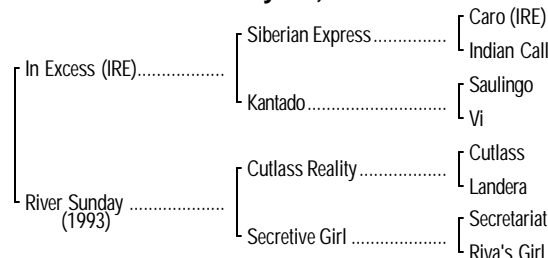 Caro (IRE)
Siberian Express................
Indian Call
In Excess (IRE)..................
Saulingo
Kantado..............................
Vi
Cutlass
Cutlass Reality...................
Landera
River Sunday ....................
(1993)
Secretariat
Secretive Girl ....................
Riva's Girl